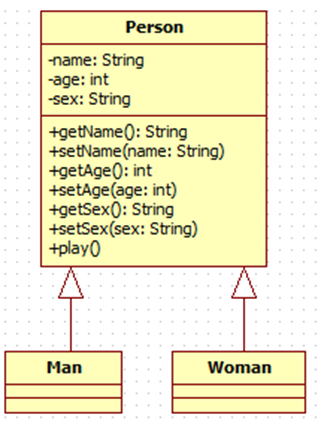 Person
-name: String
-age: int
-sex: String
+getName(): String
+setName(name: String)
+getAge(): int
+setAge(age: int)
+getSex(): String
+setSex(sex: String)
+play()
Man
Woman